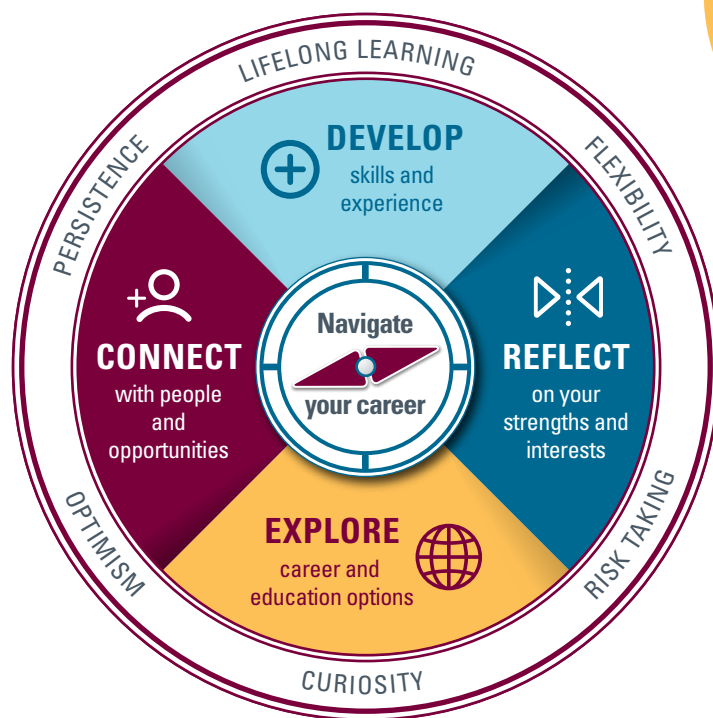 LIFELONG LEARNING
PERSISTENCE
FLEXIBILITY
DEVELOP
skills and
experience
CONNECT
with people
and
opportunities
Navigate
your career
REFLECT
on your
strengths and
interests
EXPLORE
career and
education options
OPTIMISM
RISK TAKING
CURIOSITY